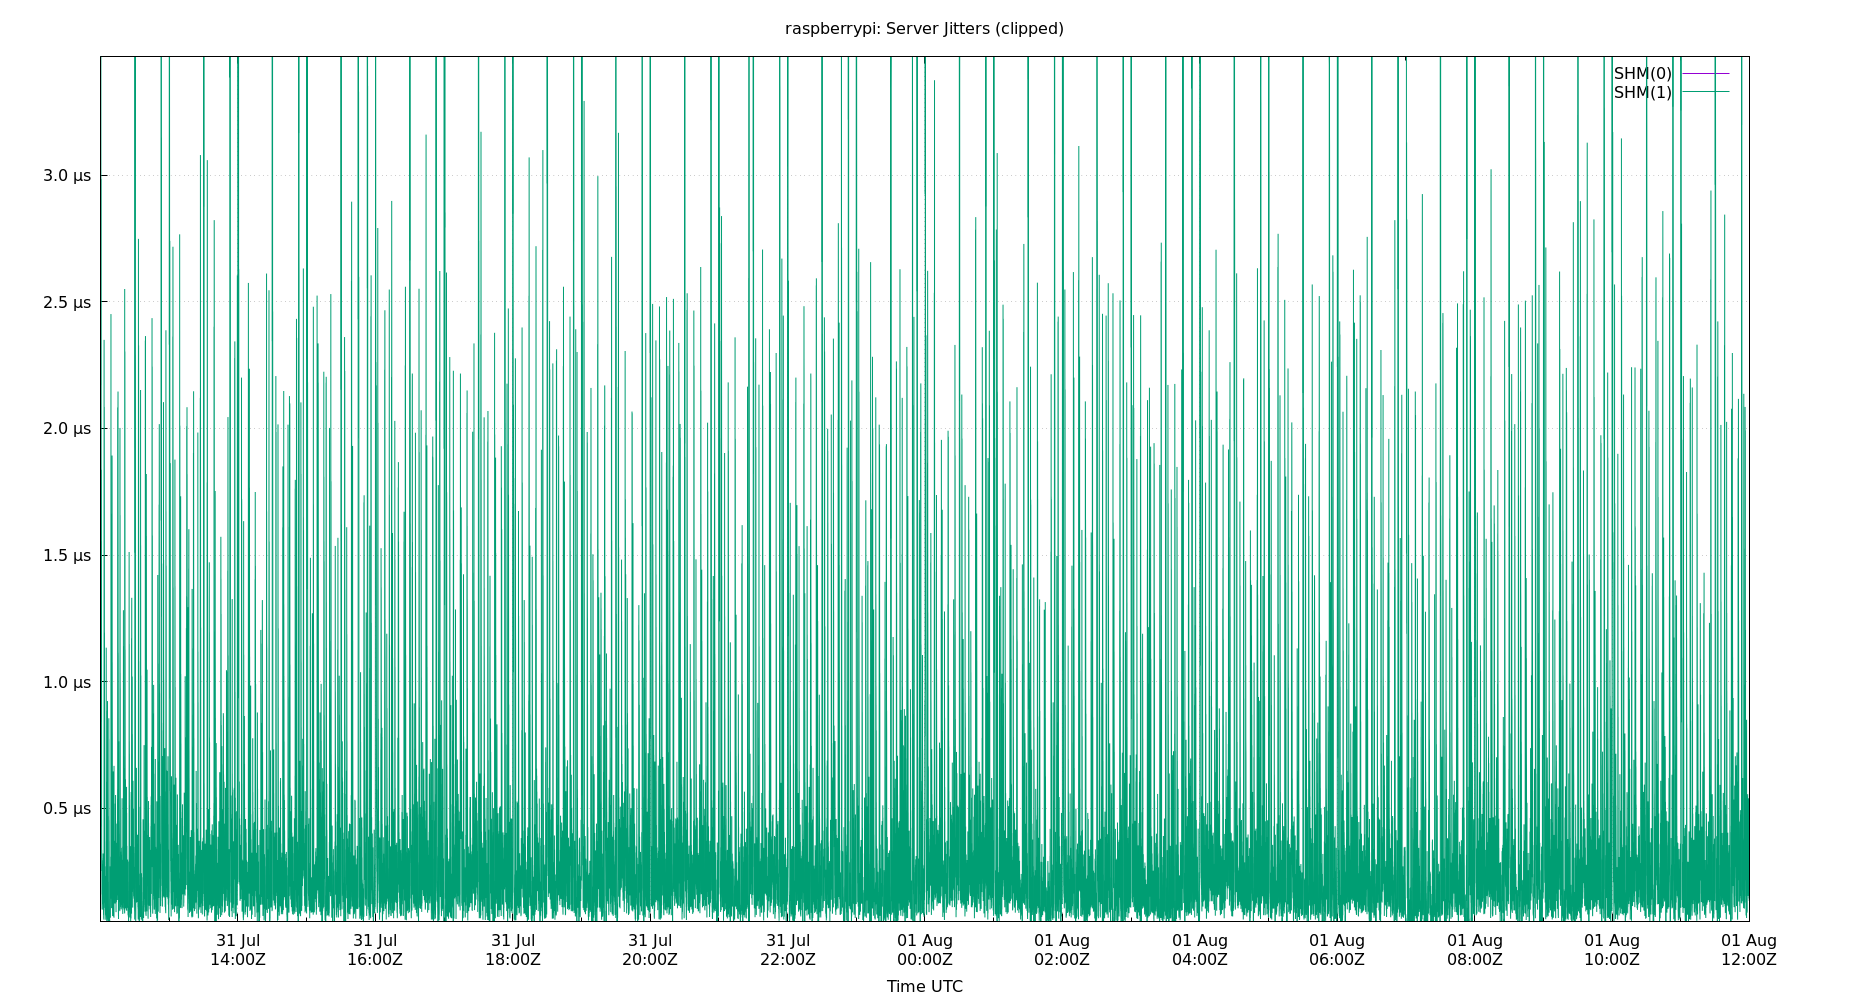 raspberrypi: Server Jitters (clipped)
SHM(0)
SHM(1)
3.0 µs
2.5 µs
2.0 µs
1.5 µs
1.0 µs
0.5 µs
31 Jul 31 Jul 31 Jul 31 Jul 31 Jul 01 Aug 01 Aug 01 Aug 01 Aug 01 Aug 01 Aug 01 Aug
14:00Z 16:00Z 18:00Z 20:00Z 22:00Z 00:00Z 02:00Z 04:00Z 06:00Z 08:00Z 10:00Z 12:00Z
Time UTC